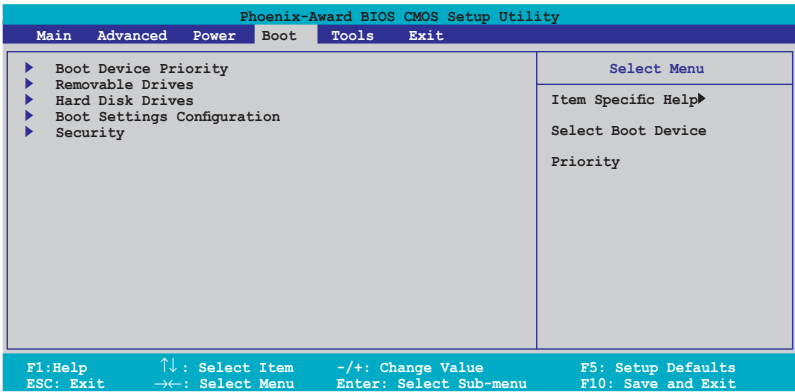 Phoenix-Award BIOS CMOS Setup Utility
Main Advanced Power Boot Tools Exit
Boot Device Priority
Removable Drives
Hard Disk Drives
Boot Settings Configuration
Security
Select Menu
Item Specific Help
Select Boot Device
Priority
F1:Help ↑↓: Select Item -/+: Change Value F5: Setup Defaults
ESC: Exit →←: Select Menu Enter: Select Sub-menu F10: Save and Exit